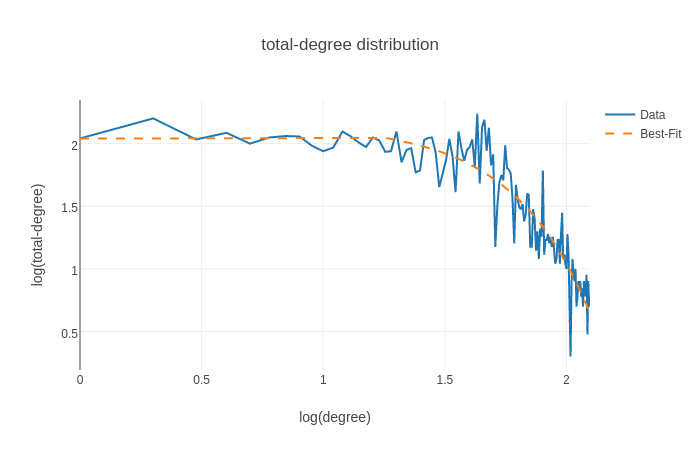 total-degree distribution
Data
Best-Fit
log(total-degree)
2
1.5
1
0.5
0
0.5
1
1.5
2
log(degree)